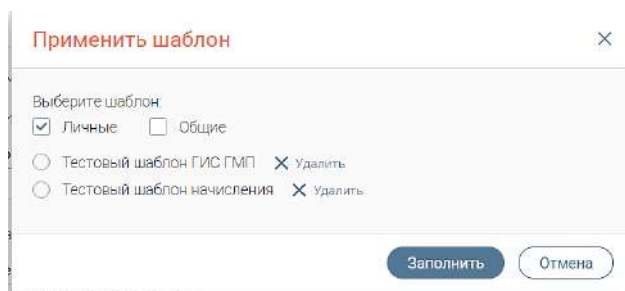 Применить шаблон
Выберите шаблон:
Личные Общие
Тестовый шаблон ГИС ГМП Удалить
Тестовый шаблон начисления Удалить
Заполнить Отмена